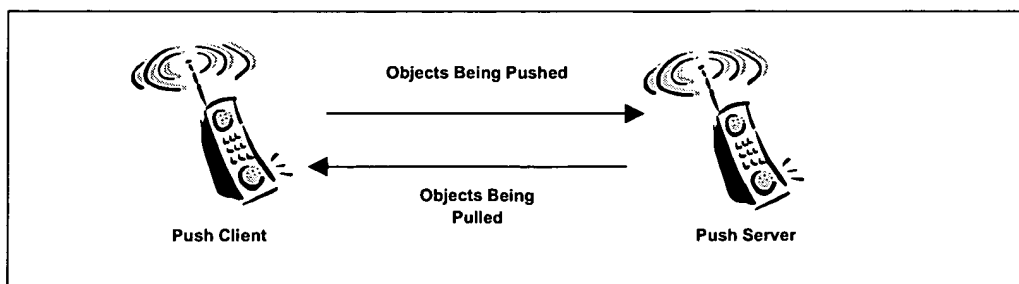 Objects Being Pushed
Objects Being
Pulled
Push Client
Push Server